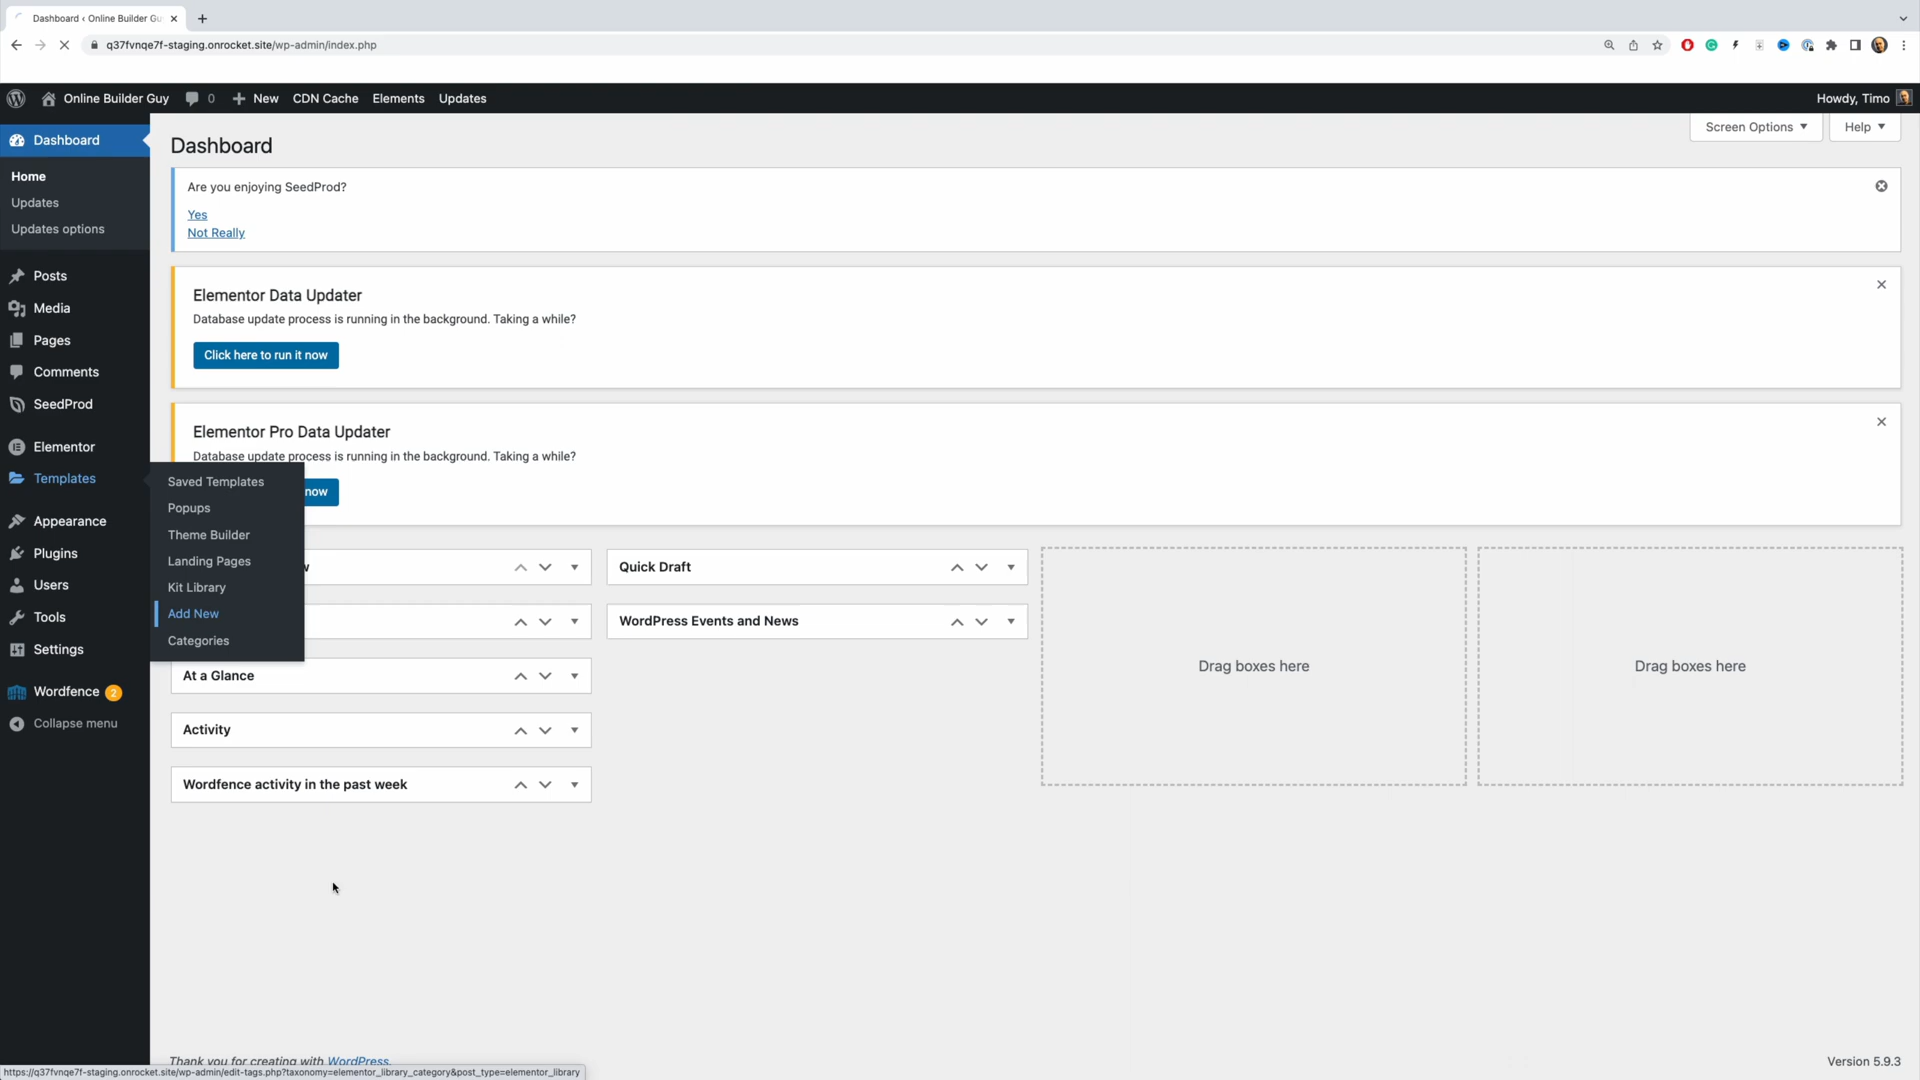 Dashboard ‹ Online Builder Gu
q37fvnqe7f-staging.onrocket.site/wp-admin/index.php
Online Builder Guy 0 New CDN Cache Elements Updates
Howdy, Timo
Dashboard
Home
Updates
Updates options
Posts
Media
Pages
Comments
SeedProd
Elementor
Templates
Appearance
Plugins
Users
Tools
Settings
Wordfence 2
Collapse menu
Saved Templates
Popups
Theme Builder
Landing Pages
Kit Library
Add New
Categories
Screen Options
Help
Dashboard
Are you enjoying SeedProd?
Yes
Not Really
Elementor Data Updater
Database update process is running in the background. Taking a while?
Click here to run it now
Elementor Pro Data Updater
Database update process is running in the background. Taking a while?
now
At a Glance
Activity
Wordfence activity in the past week
Quick Draft
WordPress Events and News
Drag boxes here
Drag boxes here
Thank you for creating with WordPress.
Version 5.9.3
https://q37fvnqe7f-staging.onrocket.site/wp-admin/edit-tags.php?taxonomy=elementor_library_category&post_type=elementor_library